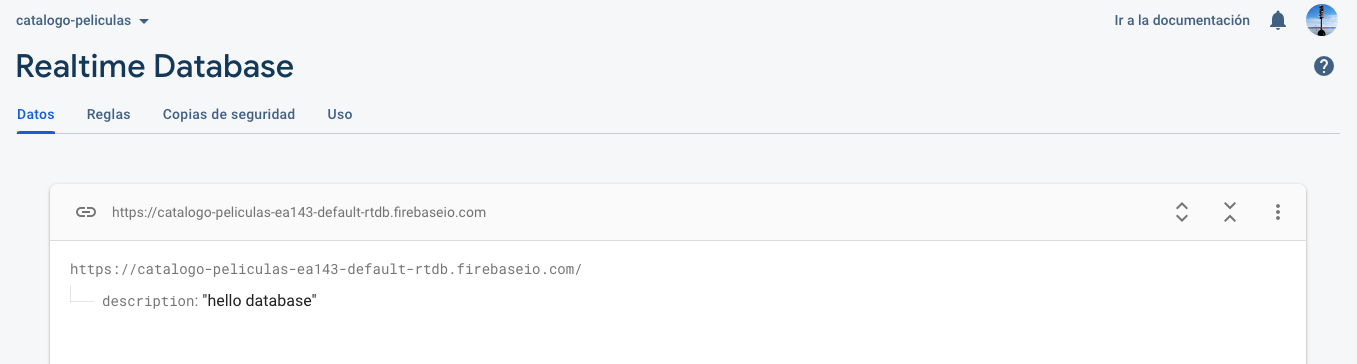 catalogo-peliculas Ir a la documentación
Realtime Database
Datos Reglas Copias de seguridad Uso
https://catalogo-peliculas-ea143-default-rtdb.firebaseio.com
https://catalogo-peliculas-ea143-default-rtdb.firebaseio.com/
description: "hello database"